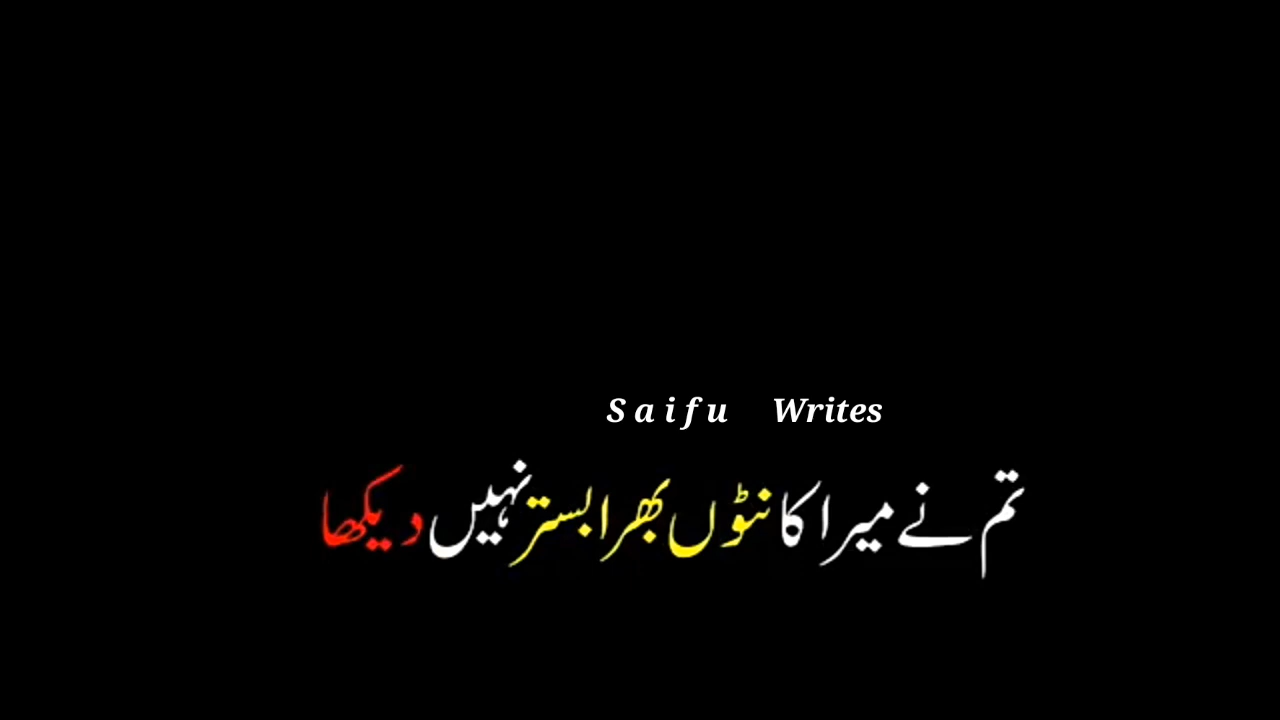 Saifu Writes
تم نے میرا کانٹوں بھرا بستر نہیں دیکھا